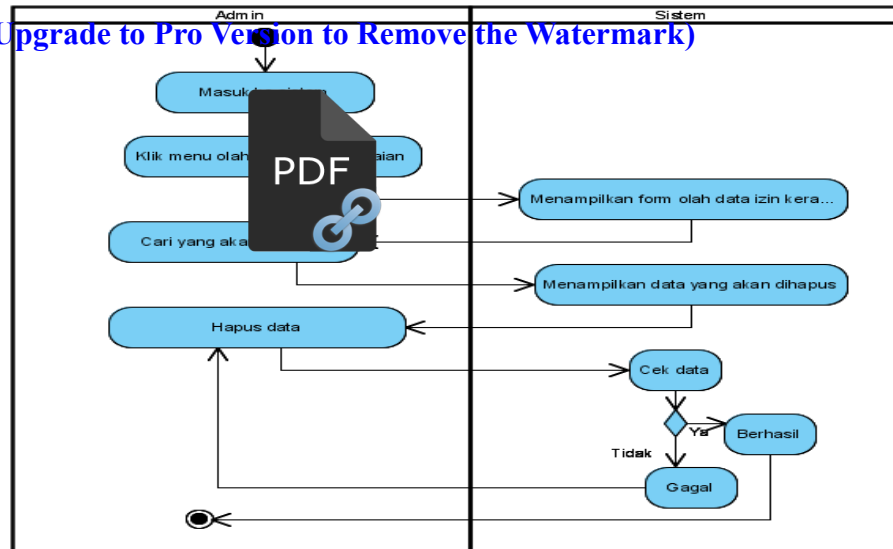 Admin
Sistem
Upgrade to Pro Version to Remove the Watermark)
Masuk
Klik menu olah
PDF
Menampilkan form olah data izin kera...
Cari yang aka
Menampilkan data yang akan dihapus
Hapus data
Cek data
Ya
Berhasil
Tidak
Gagal